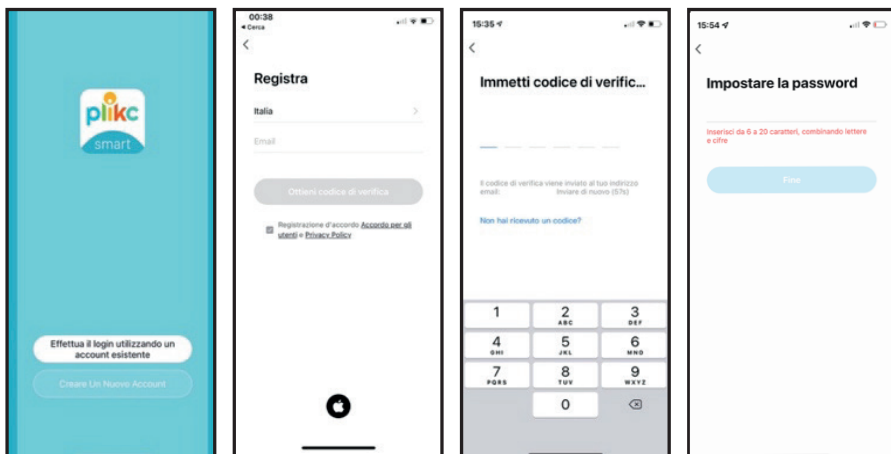 plikc
smart
Effettua il login utilizzando un
account esistente
Creare Un Nuovo Account
00:38
Cerca
Registra
Italia
Email
Ottieni codice di verifica
Registrazione d'accordo Accordo per gli
utenti e Privacy Policy
15:35
Immetti codice di verific...
Il codice di verifica viene inviato al tuo indirizzo
email: Inviare di nuovo (57s)
Non hai ricevuto un codice?
1 2 3
ABC DEF
4 5 6
GHI JKL MNO
7 8 9
PQRS TUV WXYZ
0
15:54
Impostare la password
Inserisci da 6 a 20 caratteri, combinando lettere
e cifre
Fine